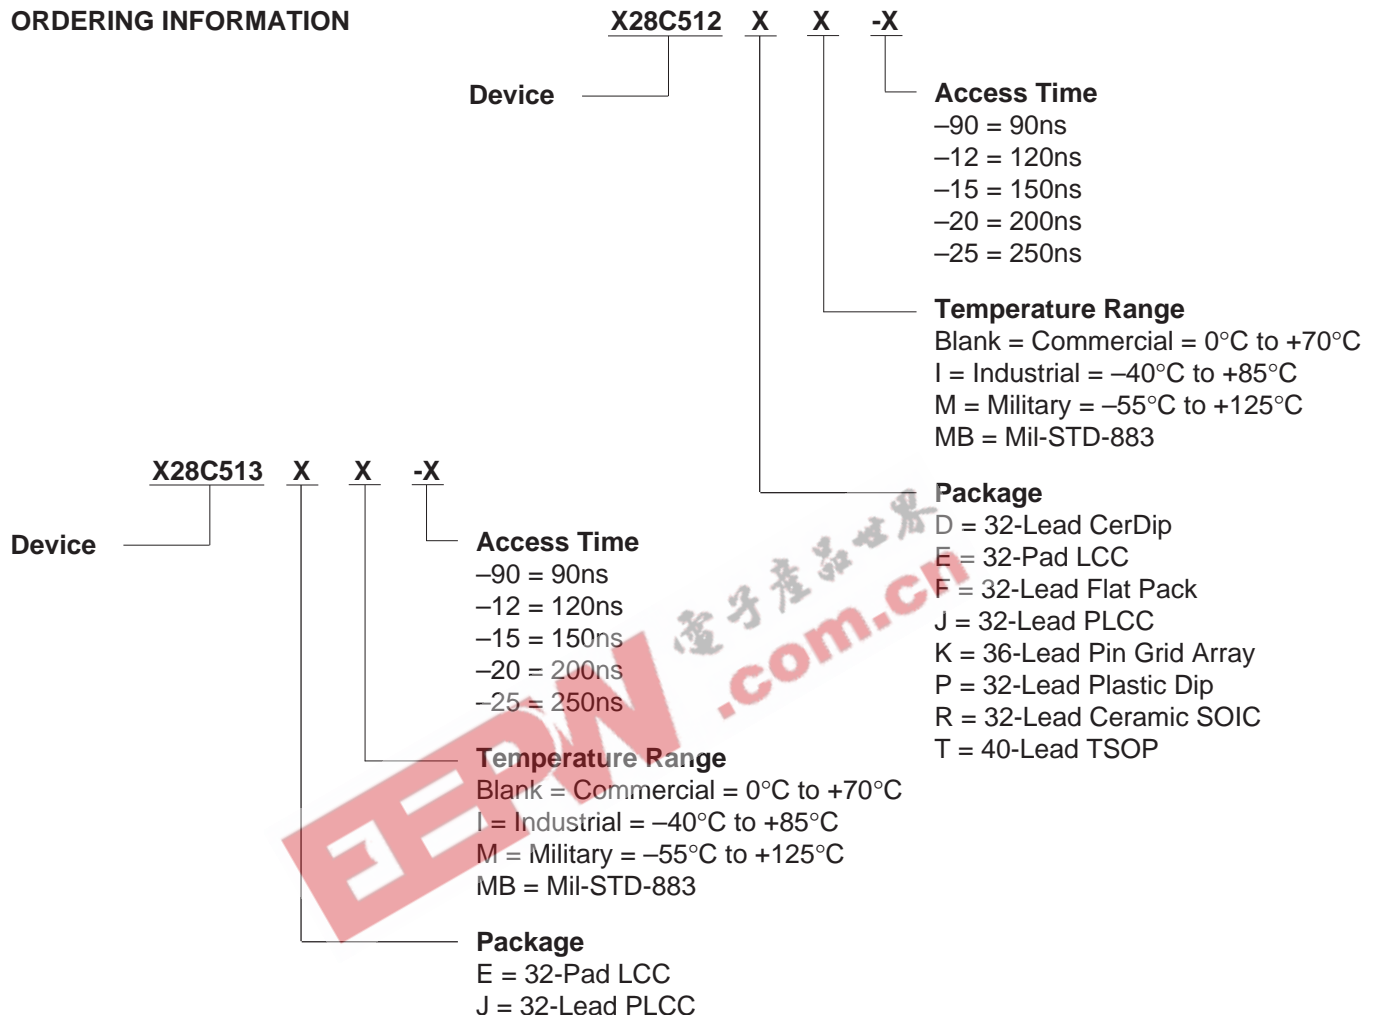 ORDERING INFORMATION
X28C512 X X -X
Device
Access Time
–90 = 90ns
–12 = 120ns
–15 = 150ns
–20 = 200ns
–25 = 250ns
Temperature Range
Blank = Commercial = 0°C to +70°C
I = Industrial = –40°C to +85°C
M = Military = –55°C to +125°C
MB = Mil-STD-883
Package
D = 32-Lead CerDip
E = 32-Pad LCC
F = 32-Lead Flat Pack
J = 32-Lead PLCC
K = 36-Lead Pin Grid Array
P = 32-Lead Plastic Dip
R = 32-Lead Ceramic SOIC
T = 40-Lead TSOP
X28C513 X X -X
Device
Access Time
–90 = 90ns
–12 = 120ns
–15 = 150ns
–20 = 200ns
–25 = 250ns
Temperature Range
Blank = Commercial = 0°C to +70°C
I = Industrial = –40°C to +85°C
M = Military = –55°C to +125°C
MB = Mil-STD-883
Package
E = 32-Pad LCC
J = 32-Lead PLCC
EEPW
.com.cn
電子產品世界